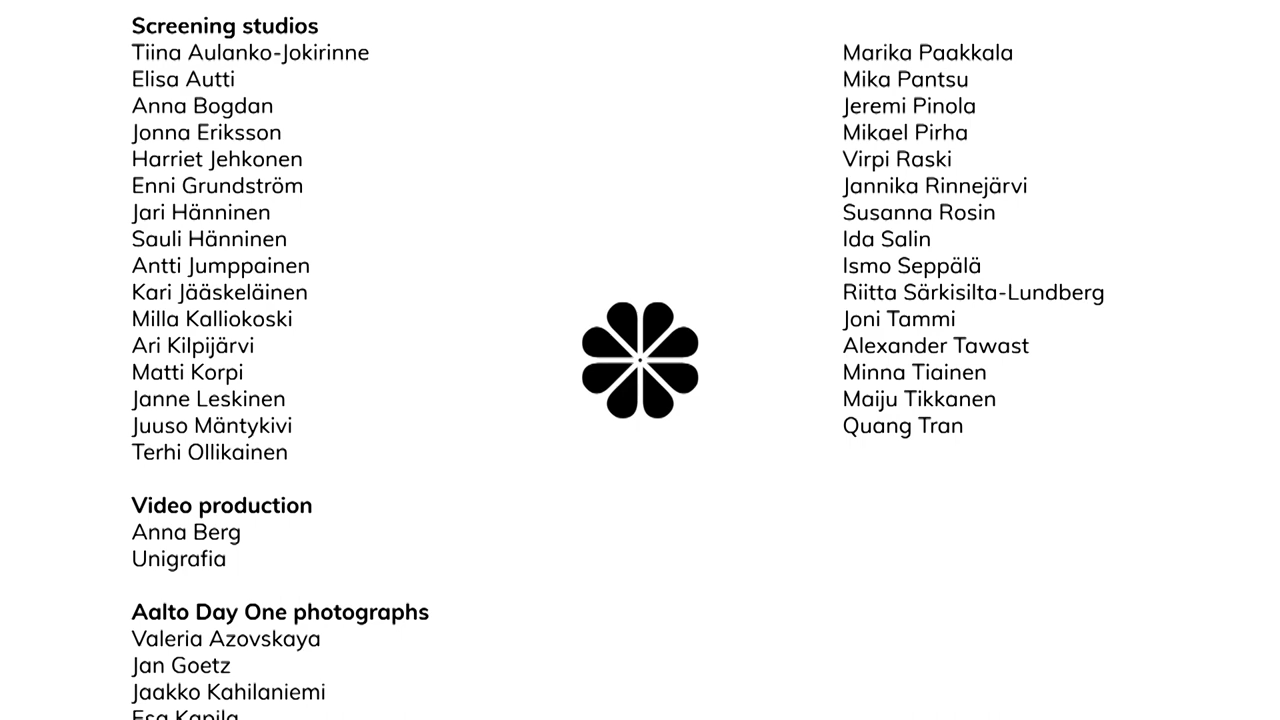 Screening studios
Tiina Aulanko-Jokirinne
Elisa Autti
Anna Bogdan
Jonna Eriksson
Harriet Jehkonen
Enni Grundström
Jari Hänninen
Sauli Hänninen
Antti Jumppainen
Kari Jääskeläinen
Milla Kalliokoski
Ari Kilpijärvi
Matti Korpi
Janne Leskinen
Juuso Mäntykivi
Terhi Ollikainen
Marika Paakkala
Mika Pantsu
Jeremi Pinola
Mikael Pirha
Virpi Raski
Jannika Rinnejärvi
Susanna Rosin
Ida Salin
Ismo Seppälä
Riitta Särkisilta-Lundberg
Joni Tammi
Alexander Tawast
Minna Tiainen
Maiju Tikkanen
Quang Tran
Video production
Anna Berg
Unigrafia
Aalto Day One photographs
Valeria Azovskaya
Jan Goetz
Jaakko Kahilaniemi
Esa Kapila